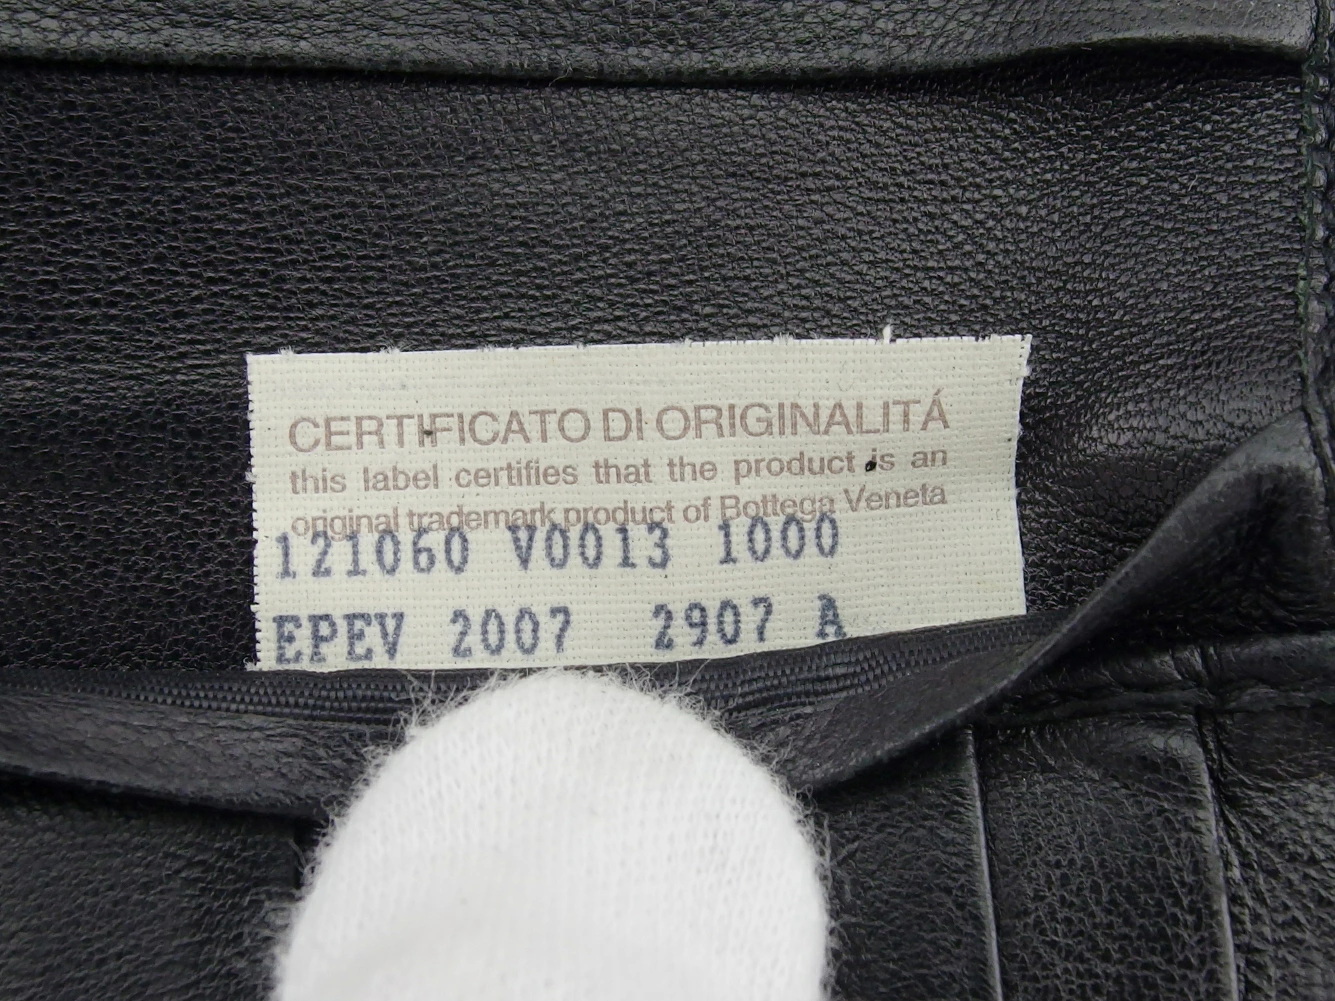 CERTIFICATO DI ORIGINALITÁ
this label certifies that the product is an
original trademark product of Bottega Veneta
121060 V0013 1000
EPEV 2007 2907 A